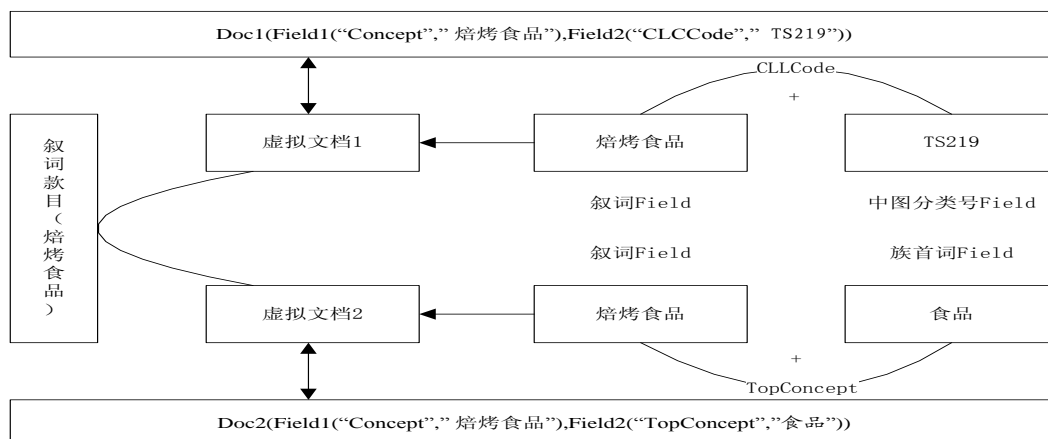 Doc1(Field1(“Concept”,” 焙烤食品”),Field2(“CLCCode”,” TS219”))
CLLCode
+
叙词款目（焙烤食品）
虚拟文档1
焙烤食品
TS219
叙词Field
中图分类号Field
叙词Field
族首词Field
虚拟文档2
焙烤食品
食品
+
TopConcept
Doc2(Field1(“Concept”,” 焙烤食品”),Field2(“TopConcept”,”食品”))